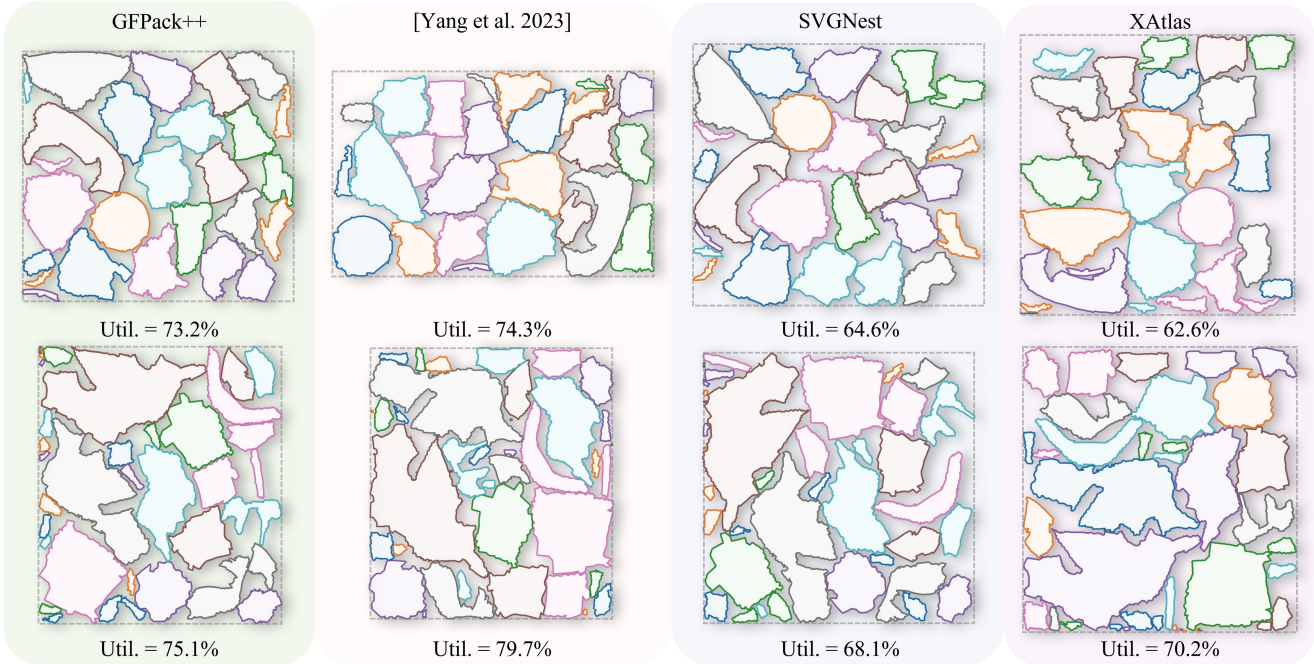 GFPack++ [Yang et al. 2023] SVGNest XAtlas
Util. = 73.2% Util. = 74.3% Util. = 64.6% Util. = 62.6%
Util. = 75.1% Util. = 79.7% Util. = 68.1% Util. = 70.2%